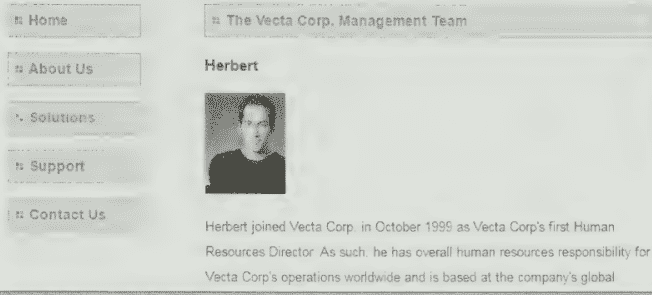 Home
The Vecta Corp. Management Team
About Us
Herbert
Solutions
Support
Contact Us
Herbert joined Vecta Corp. in October 1999 as Vecta Corp's first Human
Resources Director. As such, he has overall human resources responsibility for
Vecta Corp's operations worldwide and is based at the company's global